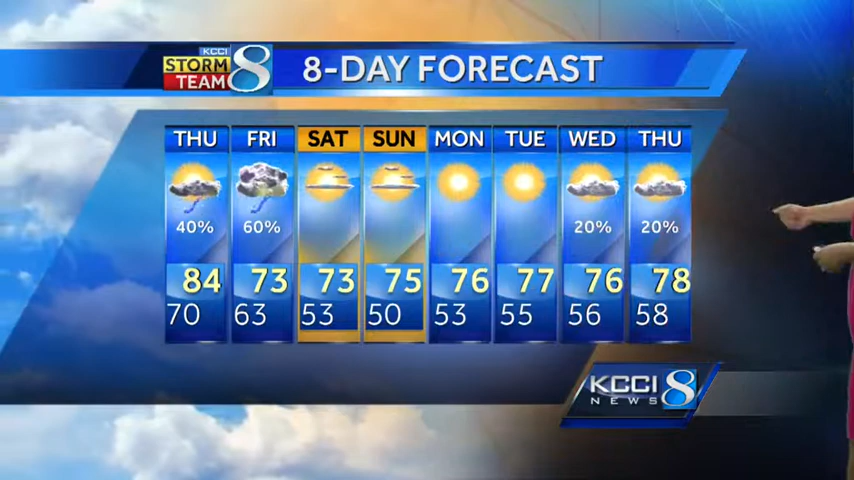 KCCI
STORM
TEAM 8
8-DAY FORECAST
THU FRI SAT SUN MON TUE WED THU
40% 60% 20% 20%
84 73 73 75 76 77 76 78
70 63 53 50 53 55 56 58
KCCI 8
NEWS